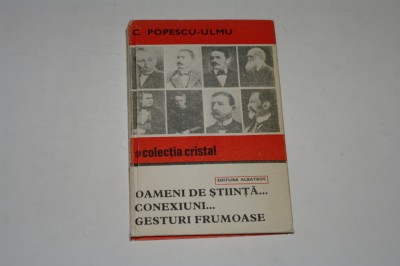 C. POPESCU-ULMU
colecția cristal
EDITURA ALBATROS
OAMENI DE ȘTIINȚĂ...
CONEXIUNI...
GESTURI FRUMOASE